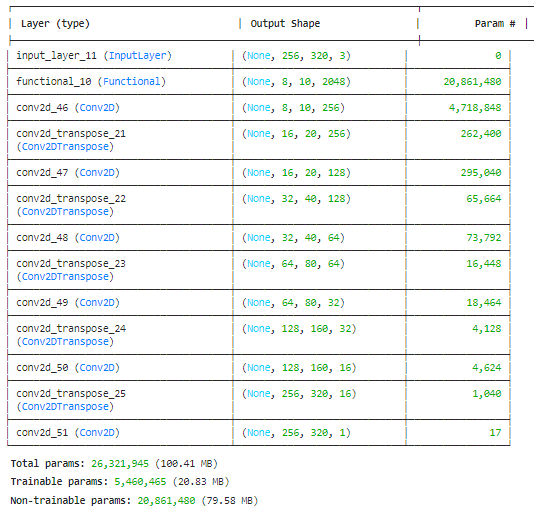 Layer (type) Output Shape Param #
input_layer_11 (InputLayer) (None, 256, 320, 3) 0
functional_10 (Functional) (None, 8, 10, 2048) 20,861,480
conv2d_46 (Conv2D) (None, 8, 10, 256) 4,718,848
conv2d_transpose_21 (None, 16, 20, 256) 262,400
(Conv2DTranspose)
conv2d_47 (Conv2D) (None, 16, 20, 128) 295,040
conv2d_transpose_22 (None, 32, 40, 128) 65,664
(Conv2DTranspose)
conv2d_48 (Conv2D) (None, 32, 40, 64) 73,792
conv2d_transpose_23 (None, 64, 80, 64) 16,448
(Conv2DTranspose)
conv2d_49 (Conv2D) (None, 64, 80, 32) 18,464
conv2d_transpose_24 (None, 128, 160, 32) 4,128
(Conv2DTranspose)
conv2d_50 (Conv2D) (None, 128, 160, 16) 4,624
conv2d_transpose_25 (None, 256, 320, 16) 1,040
(Conv2DTranspose)
conv2d_51 (Conv2D) (None, 256, 320, 1) 17
Total params: 26,321,945 (100.41 MB)
Trainable params: 5,460,465 (20.83 MB)
Non-trainable params: 20,861,480 (79.58 MB)